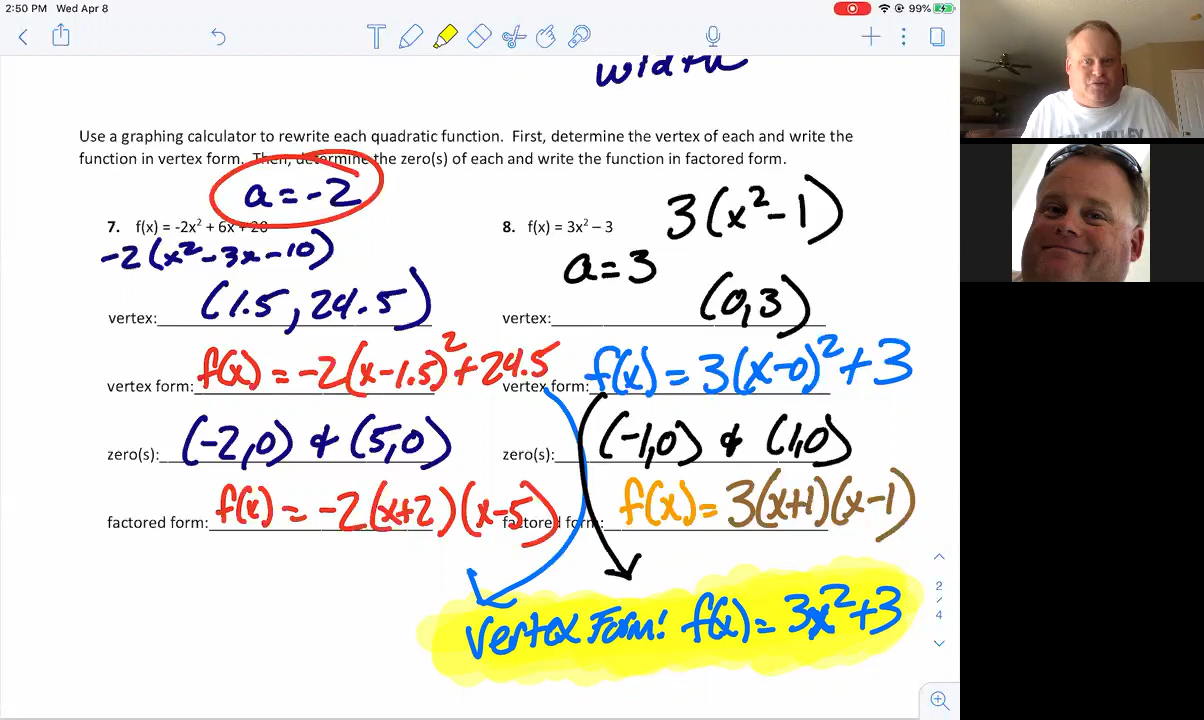 2:50 PM Wed Apr 8
99%
width
Use a graphing calculator to rewrite each quadratic function. First, determine the vertex of each and write the
function in vertex form. Then, determine the zero(s) of each and write the function in factored form.
a = -2
7. f(x) = -2x² + 6x + 20
-2(x² - 3x - 10)
vertex: (1.5, 24.5)
vertex form: f(x) = -2(x-1.5)² + 24.5
zero(s): (-2,0) & (5,0)
factored form: f(x) = -2(x+2)(x-5)
8. f(x) = 3x² – 3
3(x² - 1)
a = 3
vertex: (0,3)
vertex form: f(x) = 3(x-0)² + 3
zero(s): (-1,0) & (1,0)
factored form: f(x) = 3(x+1)(x-1)
Vertex Form! f(x) = 3x² + 3
2
/
4